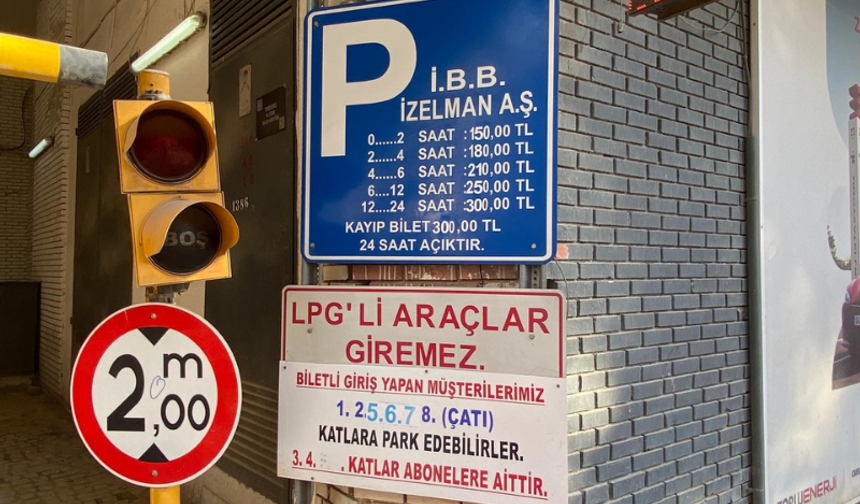 P
İ.B.B.
İZELMAN A.Ş.
0......2 SAAT :150,00 TL
2......4 SAAT :180,00 TL
4......6 SAAT :210,00 TL
6....12 SAAT :250,00 TL
12....24 SAAT :300,00 TL
KAYIP BİLET 300,00 TL
24 SAAT AÇIKTIR.
BOŞ
1386
2,00 m
LPG'Lİ ARAÇLAR
GİREMEZ.
BİLETLİ GİRİŞ YAPAN MÜŞTERİLERİMİZ
1. 2.5.6.7 8. (ÇATI)
KATLARA PARK EDEBİLİRLER.
3. 4. . KATLAR ABONELERE AİTTİR.